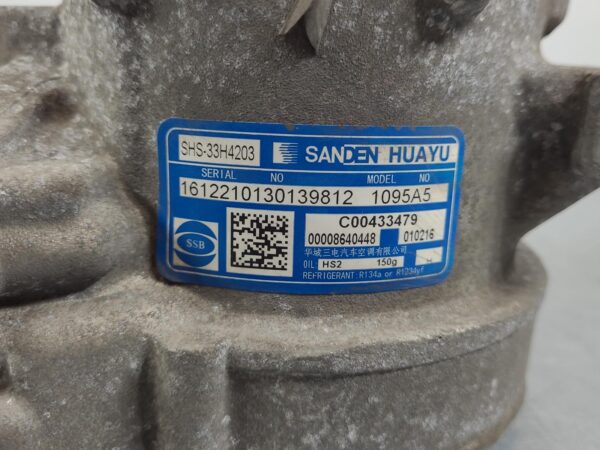 SHS-33H4203 SANDEN HUAYU
SERIAL NO MODEL NO
1612210130139812 1095A5
C00433479
00008640448 010216
SSB
华域三电汽车空调有限公司
OIL HS2 150g H
REFRIGERANT:R134a or R1234yf